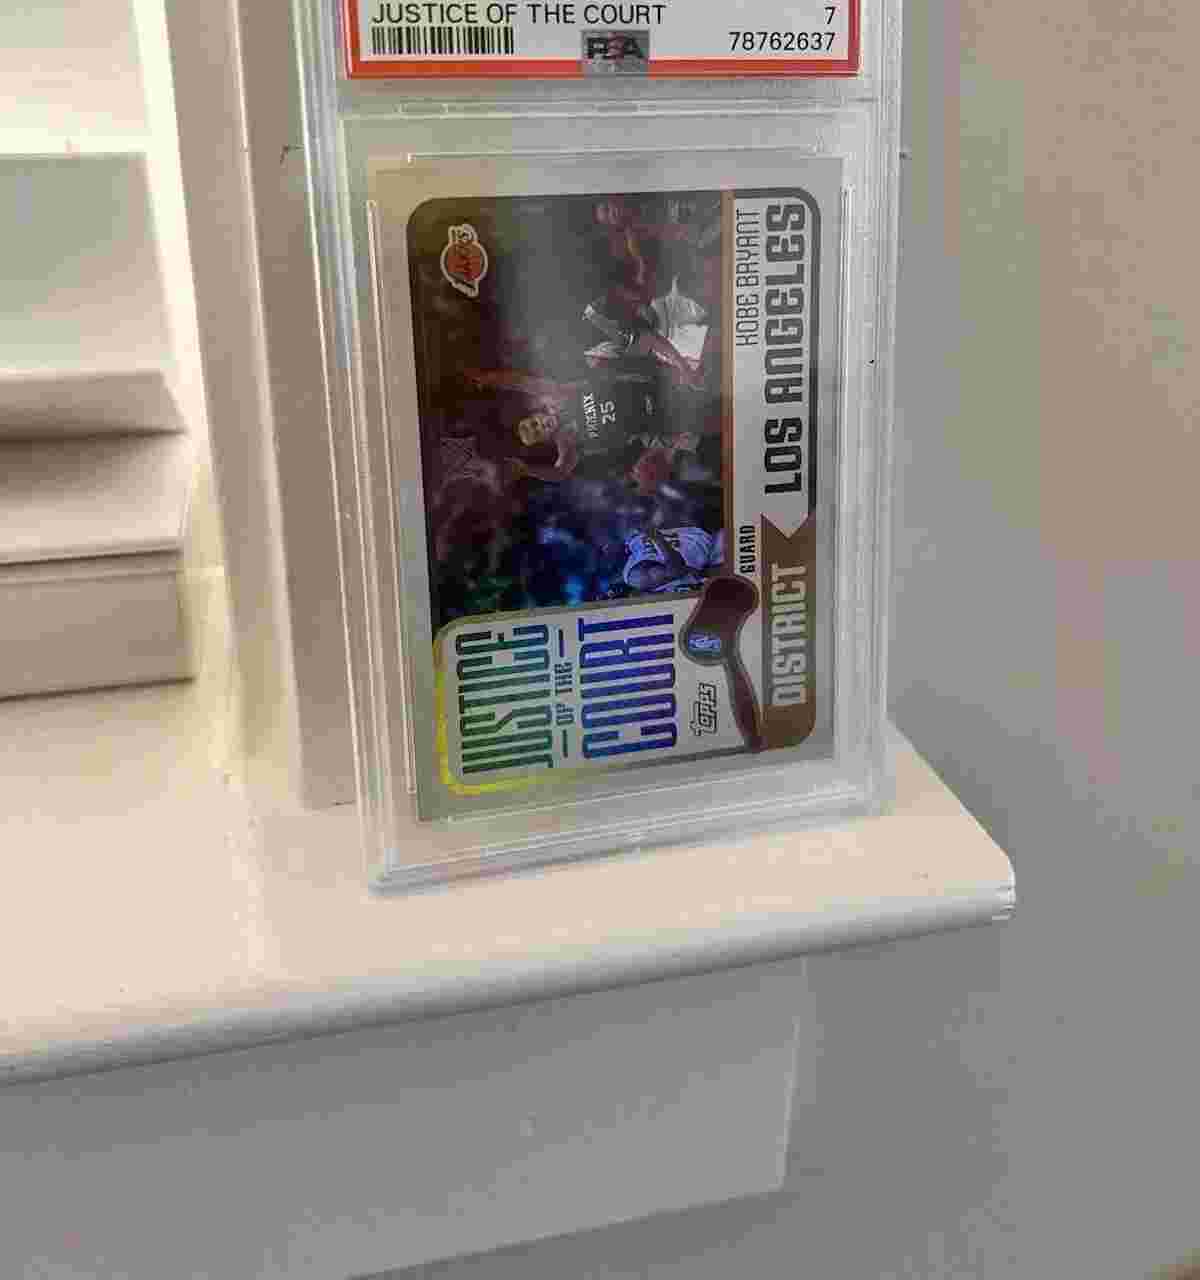 JUSTICE OF THE COURT
7
PSA
78762637
JUSTICE
OF THE
COURT
topps
KOBE BRYANT
GUARD
LOS ANGELES
DISTRICT
PHOENIX
25